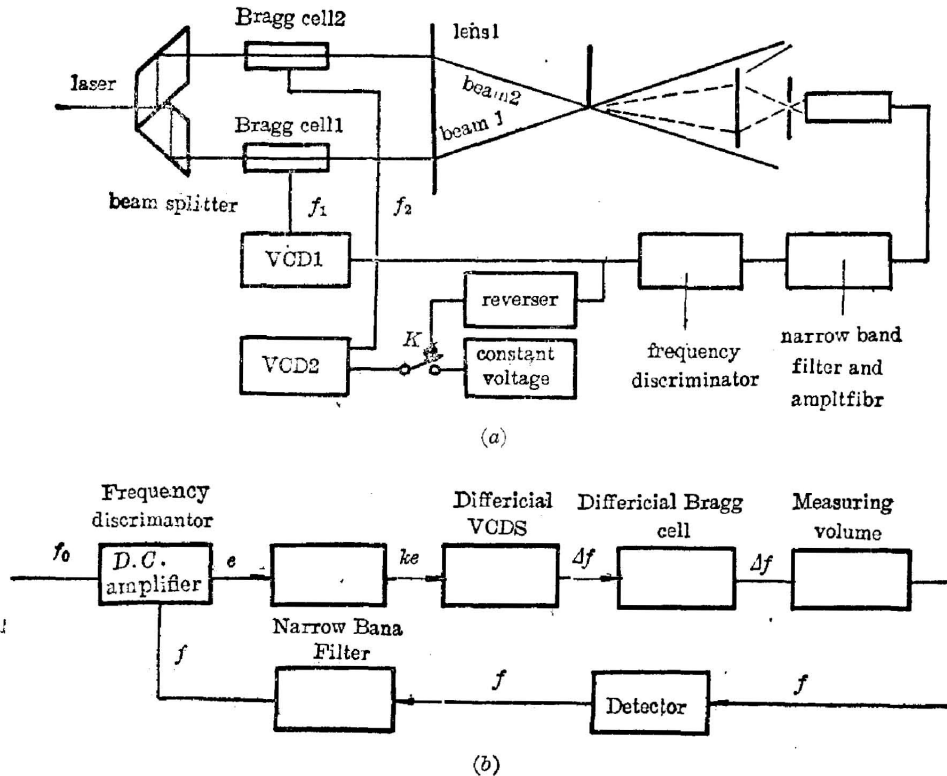 Bragg cell2
lens1
laser
beam2
beam 1
Bragg cell1
beam splitter
f₁
f₂
VCD1
reverser
K
VCD2
constant
voltage
frequency
discriminator
narrow band
filter and
ampltfibr
(a)
Frequency
discrimantor
Differicial
VCDS
Differicial Bragg
cell
Measuring
volume
f₀
D.C.
amplifier
e
ke
Δf
Δf
Narrow Bana
Filter
f
f
Detector
f
(b)